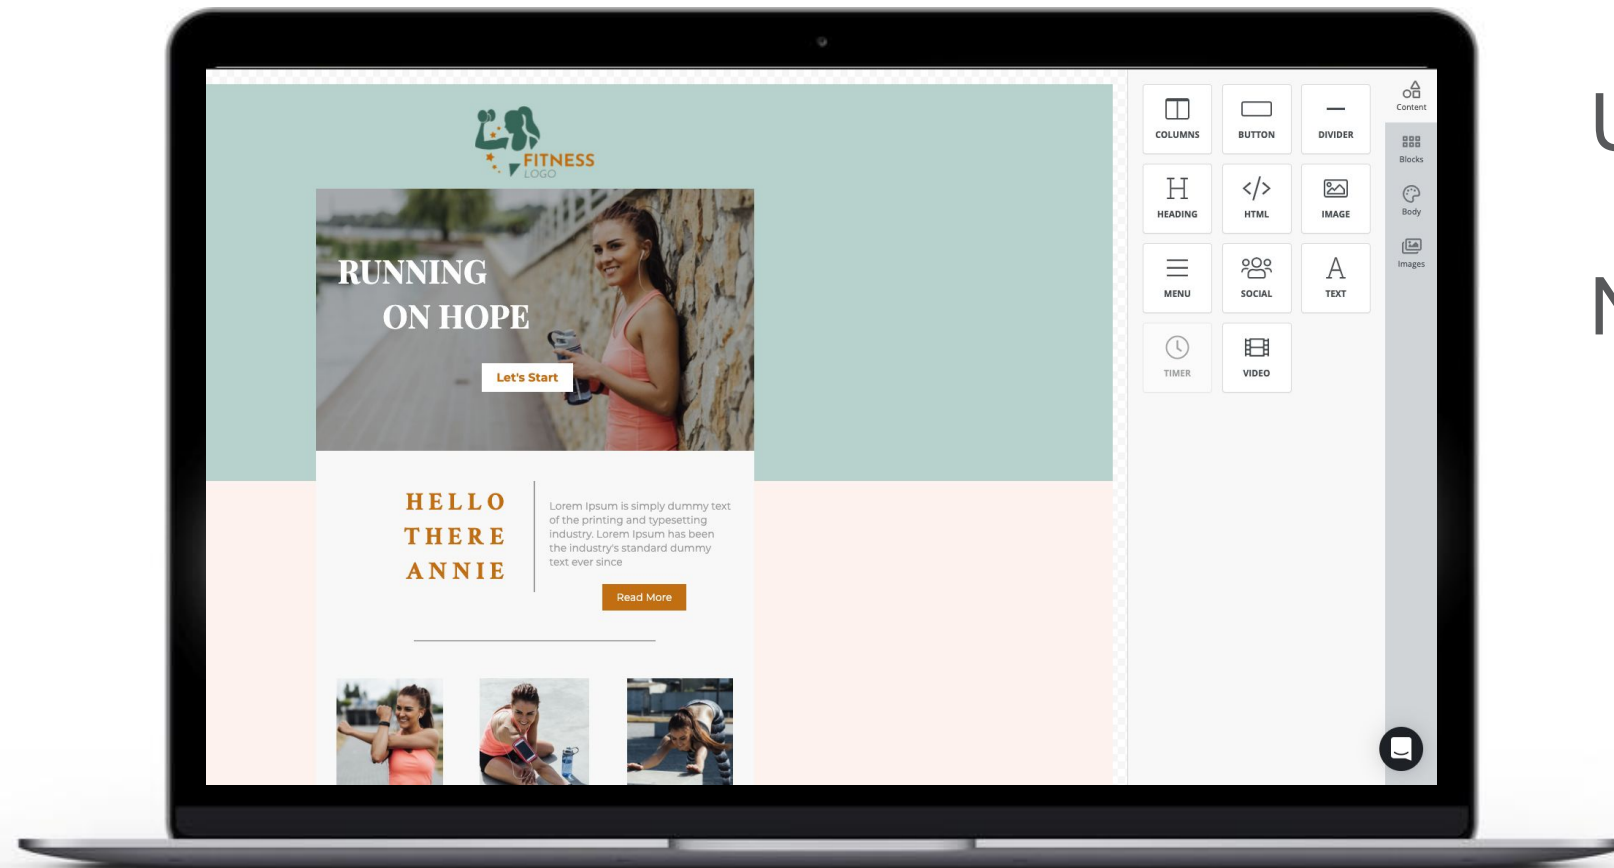 FITNESS
LOGO
RUNNING
ON HOPE
Let's Start
HELLO
THERE
ANNIE
Lorem Ipsum is simply dummy text
of the printing and typesetting
industry. Lorem Ipsum has been
the industry's standard dummy
text ever since
Read More
COLUMNS
BUTTON
DIVIDER
HEADING
HTML
IMAGE
MENU
SOCIAL
TEXT
TIMER
VIDEO
Content
Blocks
Body
Images